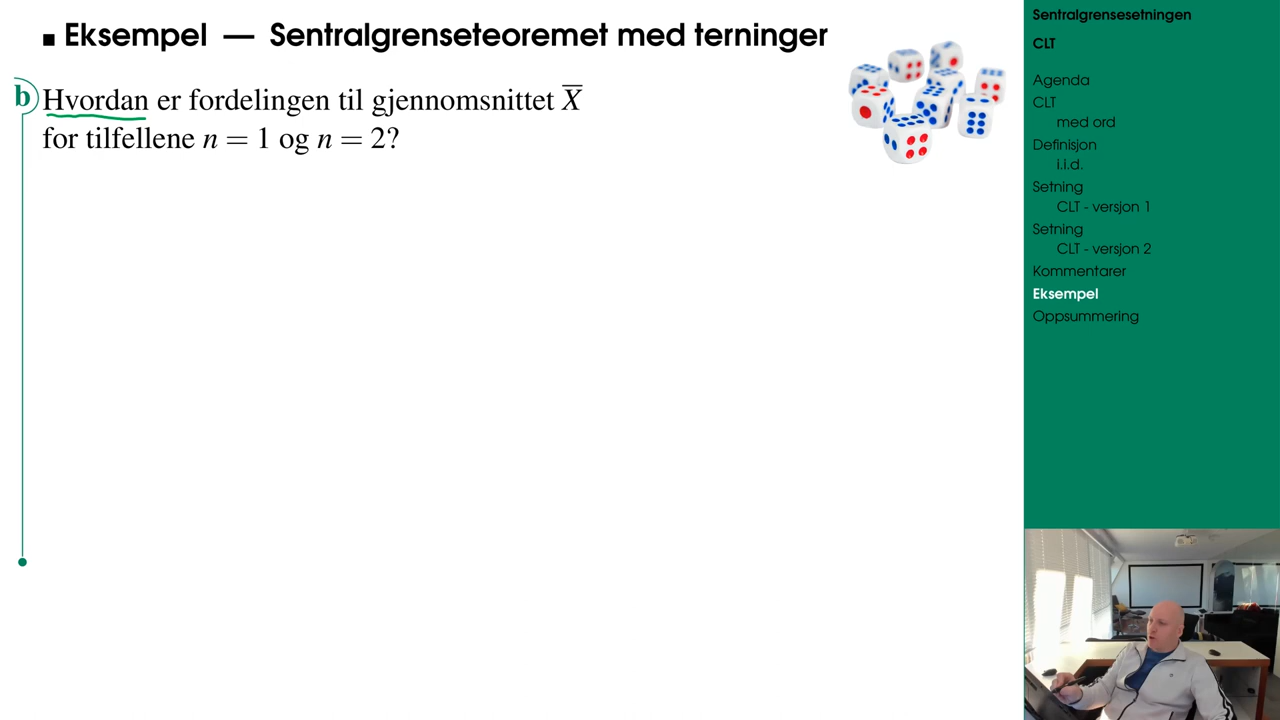 Eksempel — Sentralgrenseteoremet med terninger
b Hvordan er fordelingen til gjennomsnittet X̅
for tilfellene n = 1 og n = 2?
Sentralgrensesetningen
CLT
Agenda
CLT
med ord
Definisjon
i.i.d.
Setning
CLT - versjon 1
Setning
CLT - versjon 2
Kommentarer
Eksempel
Oppsummering